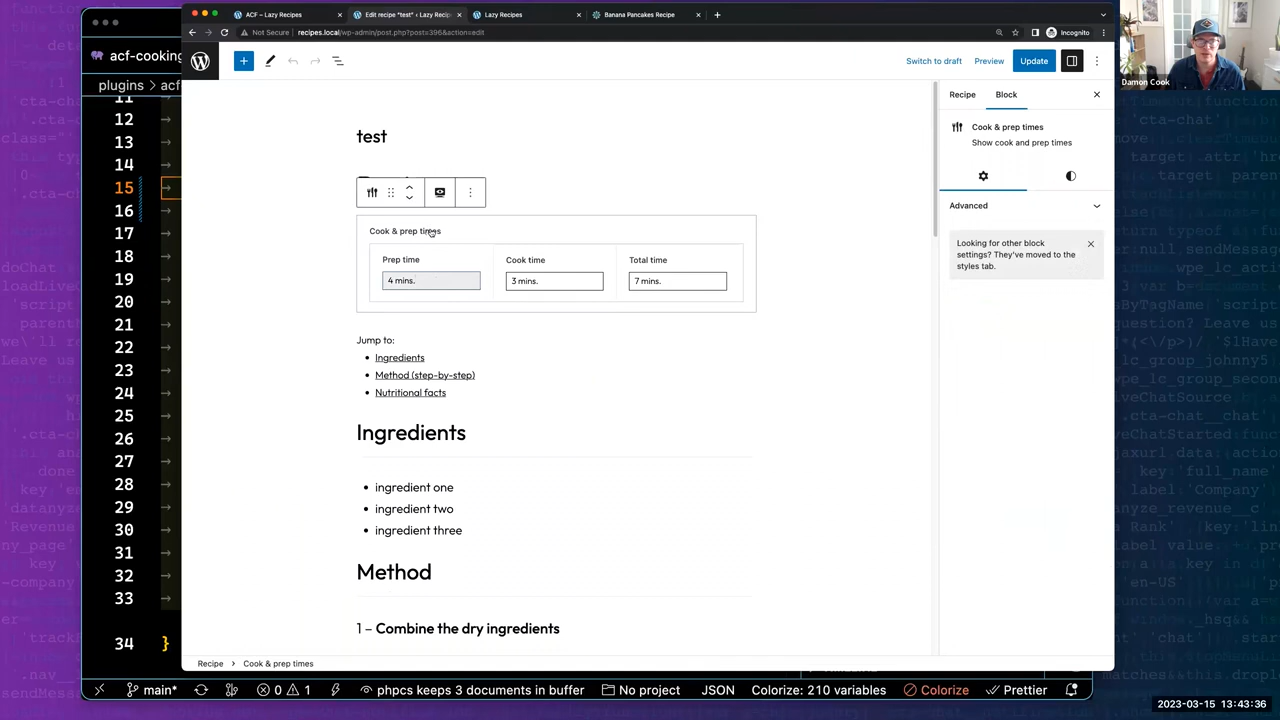 ACF – Lazy Recipes
Edit recipe "test" ‹ Lazy Recip
Lazy Recipes
Banana Pancakes Recipe
Not Secure
recipes.local/wp-admin/post.php?post=396&action=edit
Incognito
Damon Cook
acf-cooking
plugins > acf
Switch to draft
Preview
Update
Recipe
Block
Cook & prep times
Show cook and prep times
Advanced
Looking for other block
settings? They've moved to the
styles tab.
test
Cook & prep times
Prep time
Cook time
Total time
4 mins.
3 mins.
7 mins.
Jump to:
Ingredients
Method (step-by-step)
Nutritional facts
Ingredients
ingredient one
ingredient two
ingredient three
Method
1 – Combine the dry ingredients
Recipe > Cook & prep times
11
12
13
14
15
16
17
18
19
20
21
22
23
24
25
26
27
28
29
30
31
32
33
34 }
main*
0
1
phpcs keeps 3 documents in buffer
No project
JSON
Colorize: 210 variables
Colorize
Prettier
2023-03-15 13:43:36